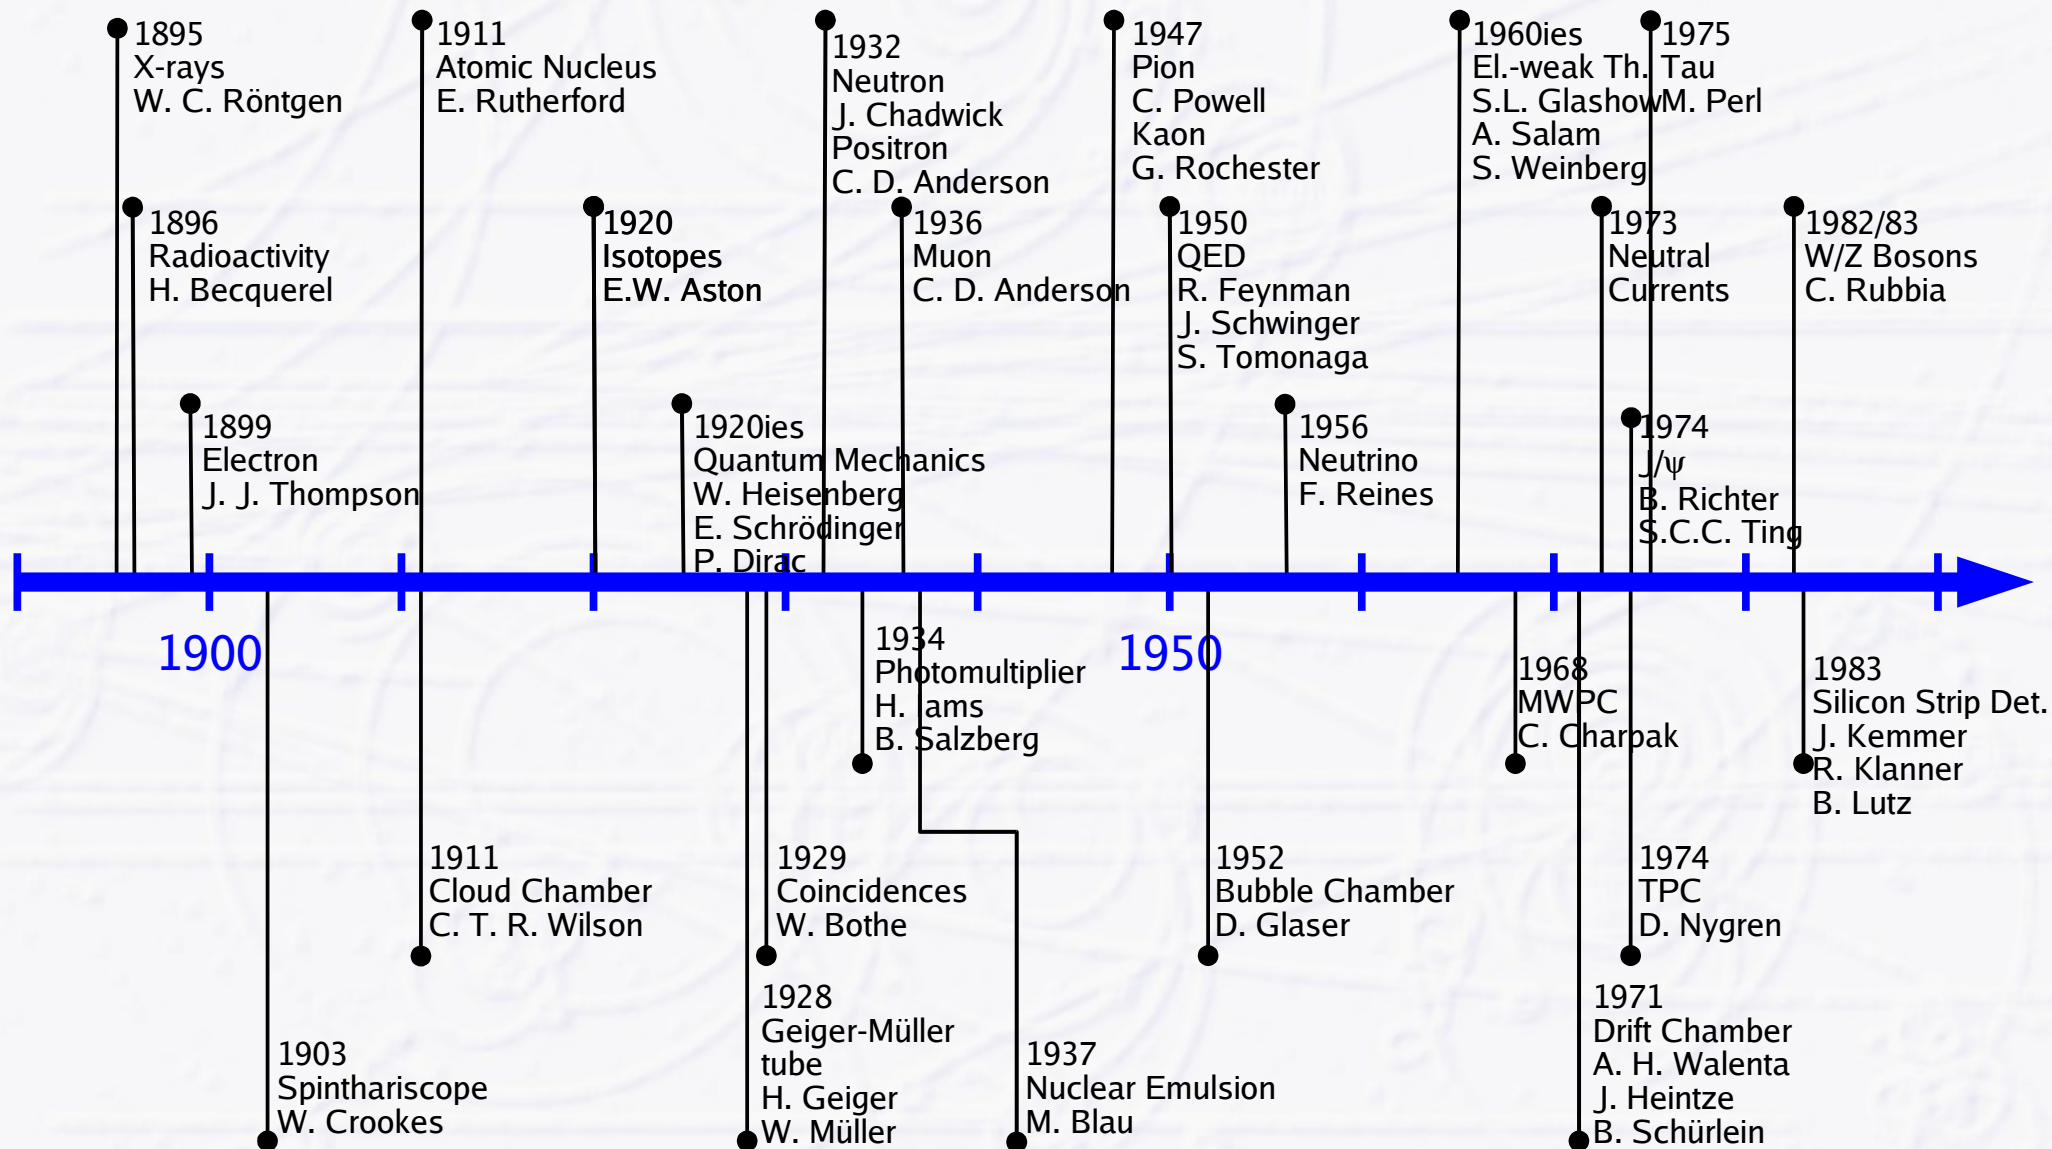 1895
X-rays
W. C. Röntgen
1911
Atomic Nucleus
E. Rutherford
1932
Neutron
J. Chadwick
Positron
C. D. Anderson
1947
Pion
C. Powell
Kaon
G. Rochester
1960ies
El.-weak Th.
S.L. Glashow
A. Salam
S. Weinberg
1975
Tau
M. Perl
1896
Radioactivity
H. Becquerel
1920
Isotopes
E.W. Aston
1936
Muon
C. D. Anderson
1950
QED
R. Feynman
J. Schwinger
S. Tomonaga
1973
Neutral
Currents
1982/83
W/Z Bosons
C. Rubbia
1899
Electron
J. J. Thompson
1920ies
Quantum Mechanics
W. Heisenberg
E. Schrödinger
P. Dirac
1956
Neutrino
F. Reines
1974
J/ψ
B. Richter
S.C.C. Ting
1900
1950
1934
Photomultiplier
H. Iams
B. Salzberg
1968
MWPC
C. Charpak
1983
Silicon Strip Det.
J. Kemmer
R. Klanner
B. Lutz
1911
Cloud Chamber
C. T. R. Wilson
1929
Coincidences
W. Bothe
1952
Bubble Chamber
D. Glaser
1974
TPC
D. Nygren
1903
Spinthariscope
W. Crookes
1928
Geiger-Müller
tube
H. Geiger
W. Müller
1937
Nuclear Emulsion
M. Blau
1971
Drift Chamber
A. H. Walenta
J. Heintze
B. Schürlein